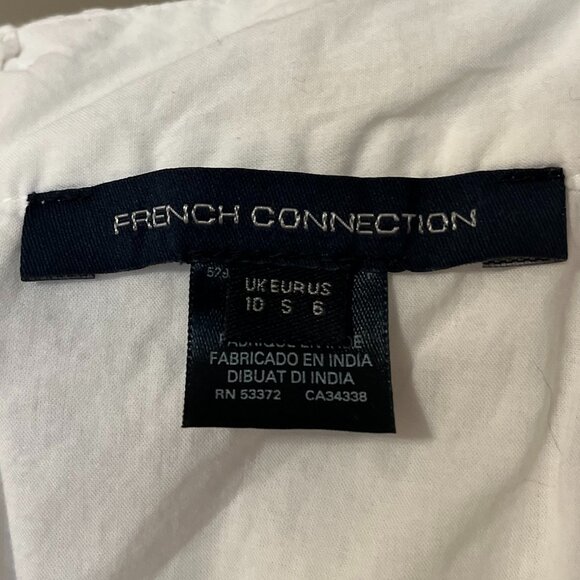 FRENCH CONNECTION
UK EUR US
10 S 6
FABRICADO EN INDIA
DIBUAT DI INDIA
RN 53372 CA34338